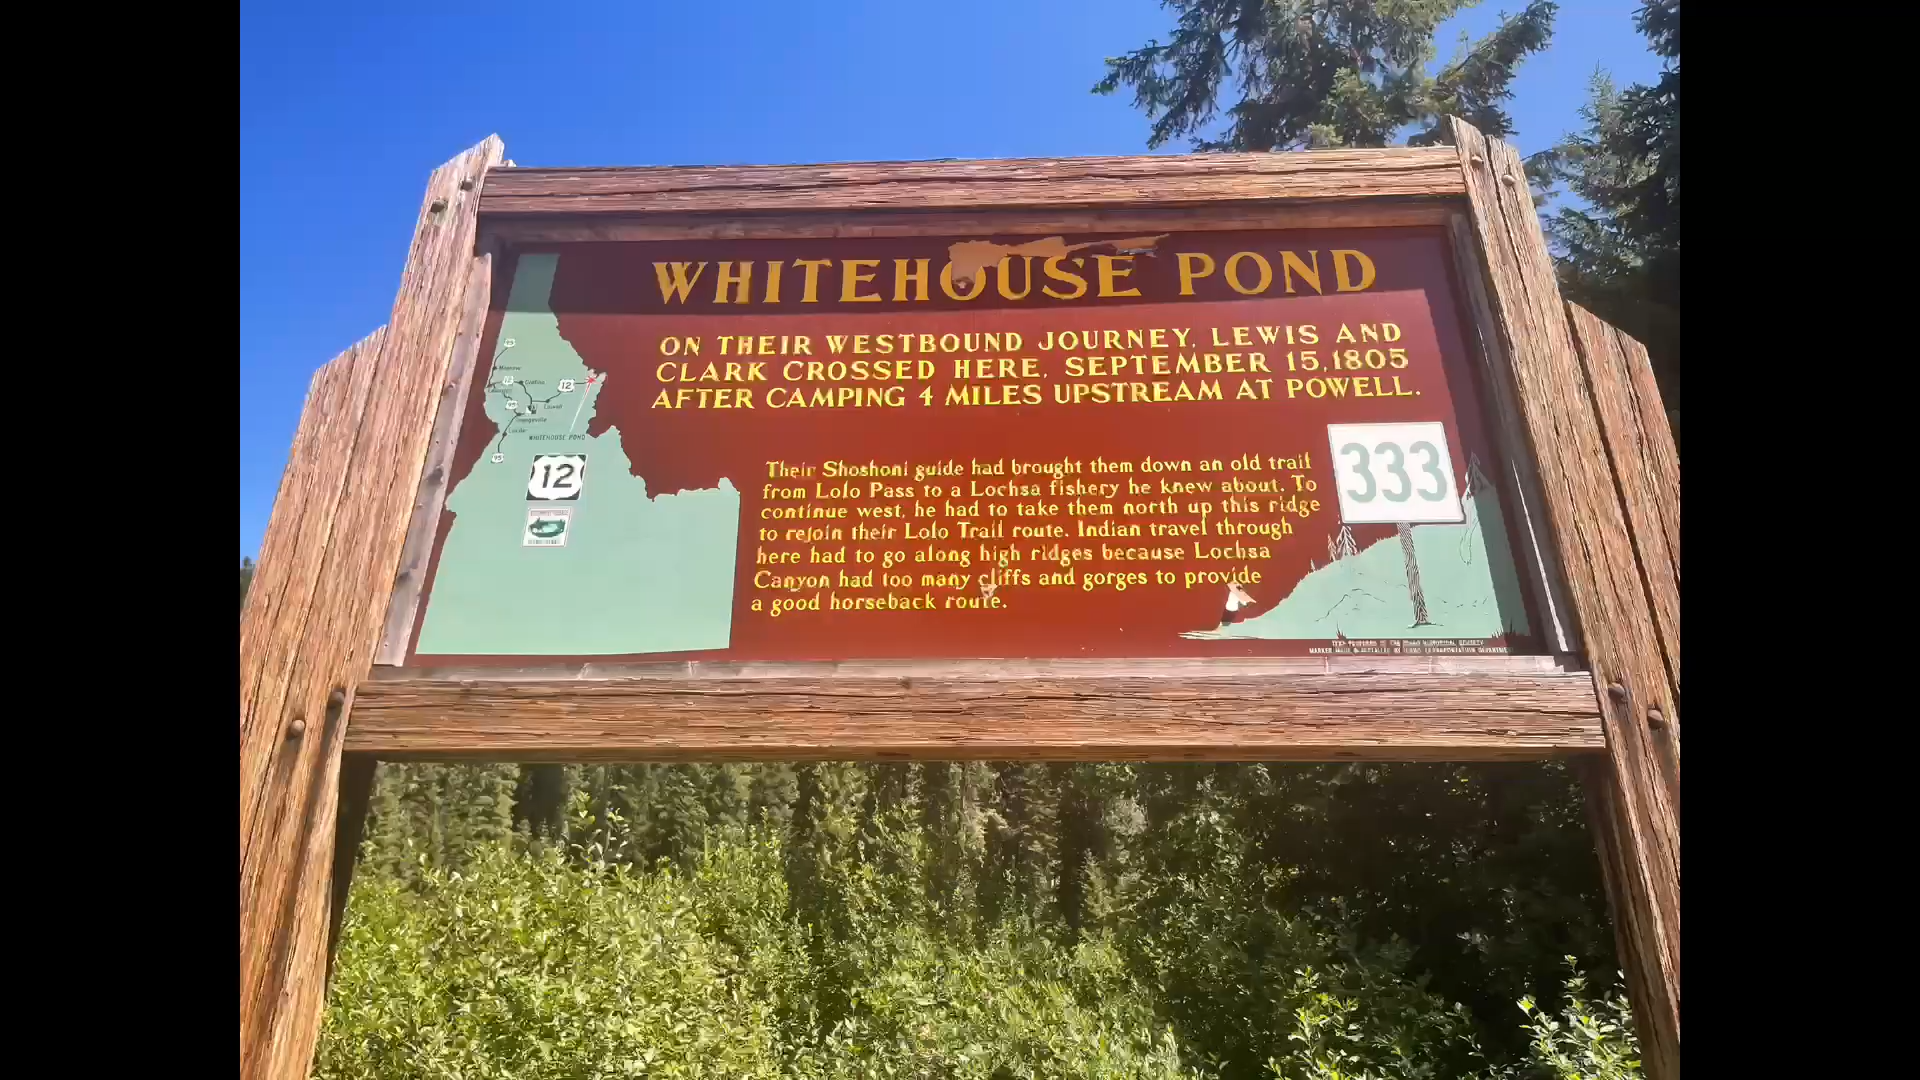 WHITEHOUSE POND
ON THEIR WESTBOUND JOURNEY, LEWIS AND
CLARK CROSSED HERE, SEPTEMBER 15, 1805
AFTER CAMPING 4 MILES UPSTREAM AT POWELL.
Their Shoshoni guide had brought them down an old trail
from Lolo Pass to a Lochsa fishery he knew about. To
continue west, he had to take them north up this ridge
to rejoin their Lolo Trail route. Indian travel through
here had to go along high ridges because Lochsa
Canyon had too many cliffs and gorges to provide
a good horseback route.
333
95
12
95
WHITEHOUSE POND
95
12